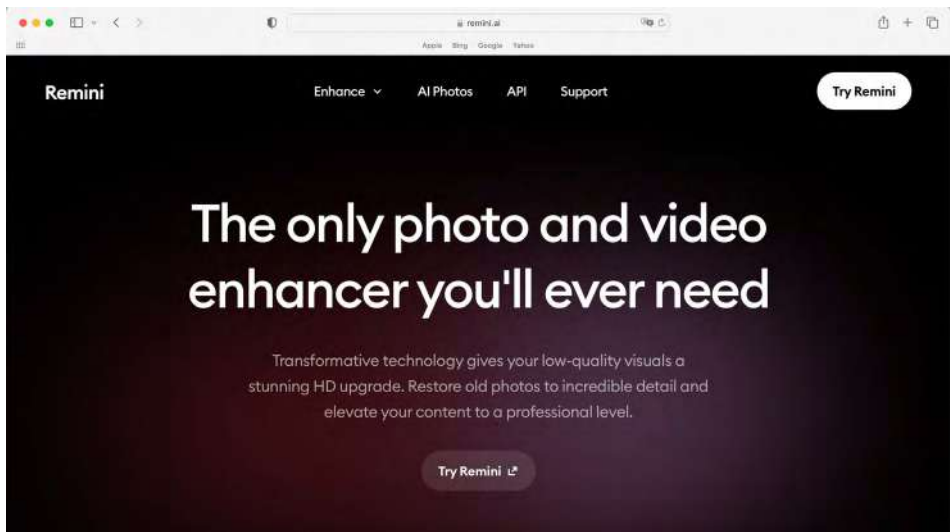 remini.ai
Apple Bing Google Yahoo
Remini
Enhance
AI Photos
API
Support
Try Remini
The only photo and video
enhancer you'll ever need
Transformative technology gives your low-quality visuals a
stunning HD upgrade. Restore old photos to incredible detail and
elevate your content to a professional level.
Try Remini